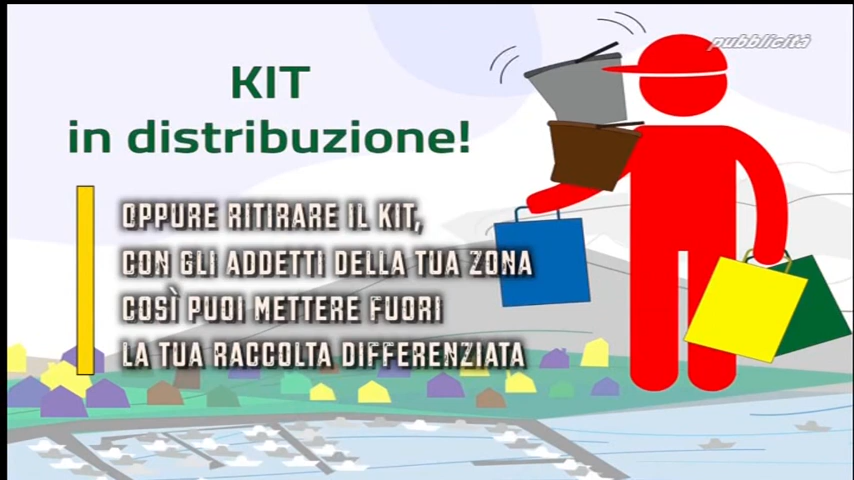 pubblicità
KIT
in distribuzione!
OPPURE RITIRARE IL KIT,
CON GLI ADDETTI DELLA TUA ZONA
COSÌ PUOI METTERE FUORI
LA TUA RACCOLTA DIFFERENZIATA